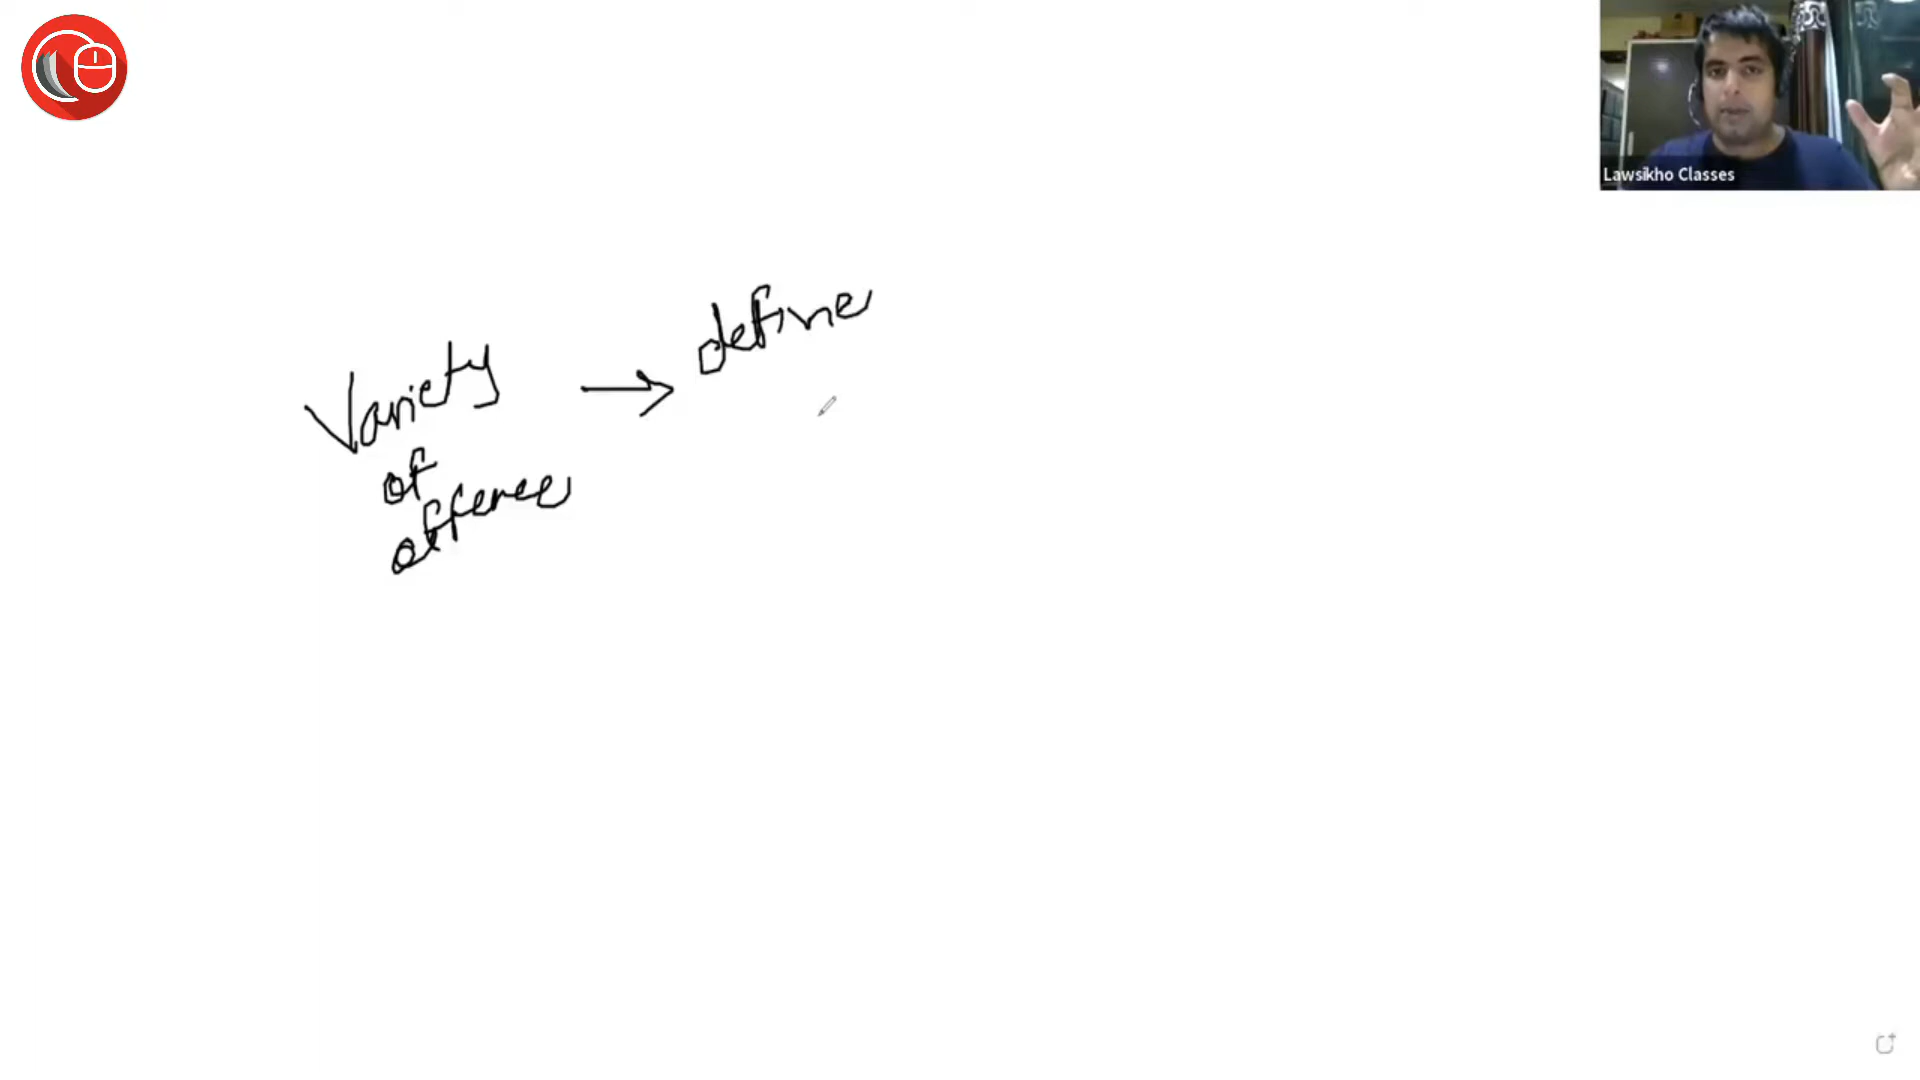 Lawsikho Classes
define
Variety
of
offence